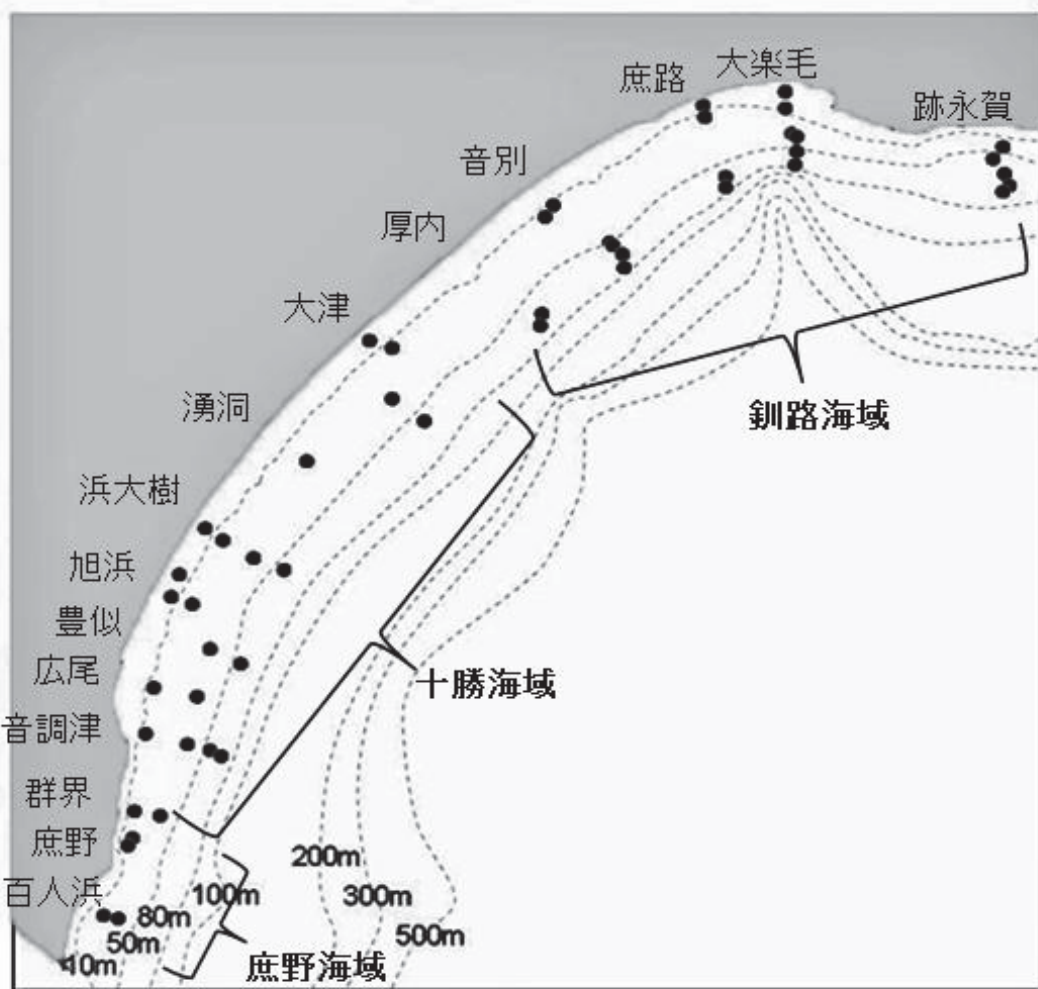 大楽毛
庶路
跡永賀
音別
厚内
大津
釧路海域
湧洞
浜大樹
旭浜
豊似
広尾
十勝海域
音調津
群界
庶野
200m
百人浜
100m
300m
80m
500m
50m
10m
庶野海域